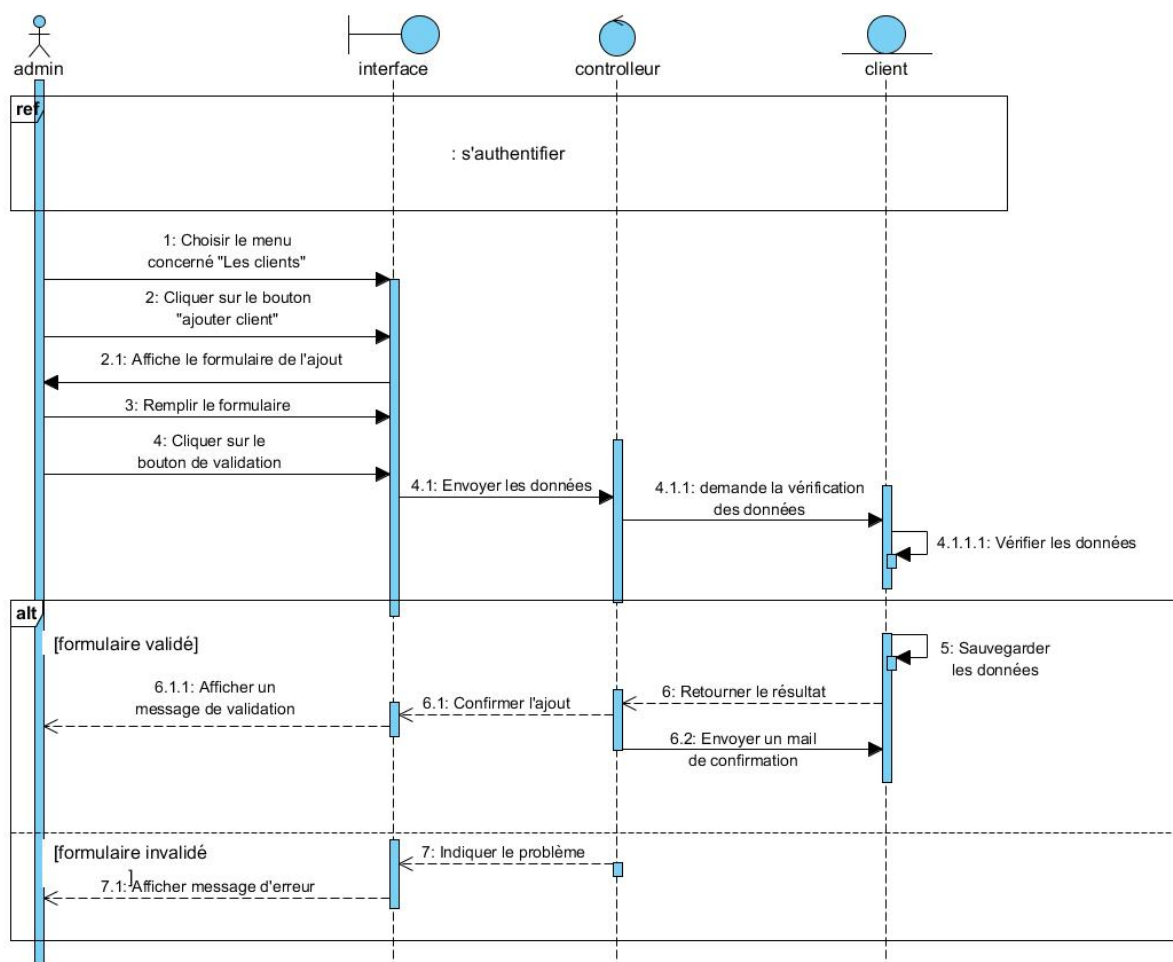 admin
interface
controlleur
client
ref
: s'authentifier
1: Choisir le menu
concerné "Les clients"
2: Cliquer sur le bouton
"ajouter client"
2.1: Affiche le formulaire de l'ajout
3: Remplir le formulaire
4: Cliquer sur le
bouton de validation
4.1: Envoyer les données
4.1.1: demande la vérification
des données
4.1.1.1: Vérifier les données
alt
[formulaire validé]
5: Sauvegarder
les données
6: Retourner le résultat
6.1: Confirmer l'ajout
6.1.1: Afficher un
message de validation
6.2: Envoyer un mail
de confirmation
[formulaire invalidé
]
7: Indiquer le problème
7.1: Afficher message d'erreur